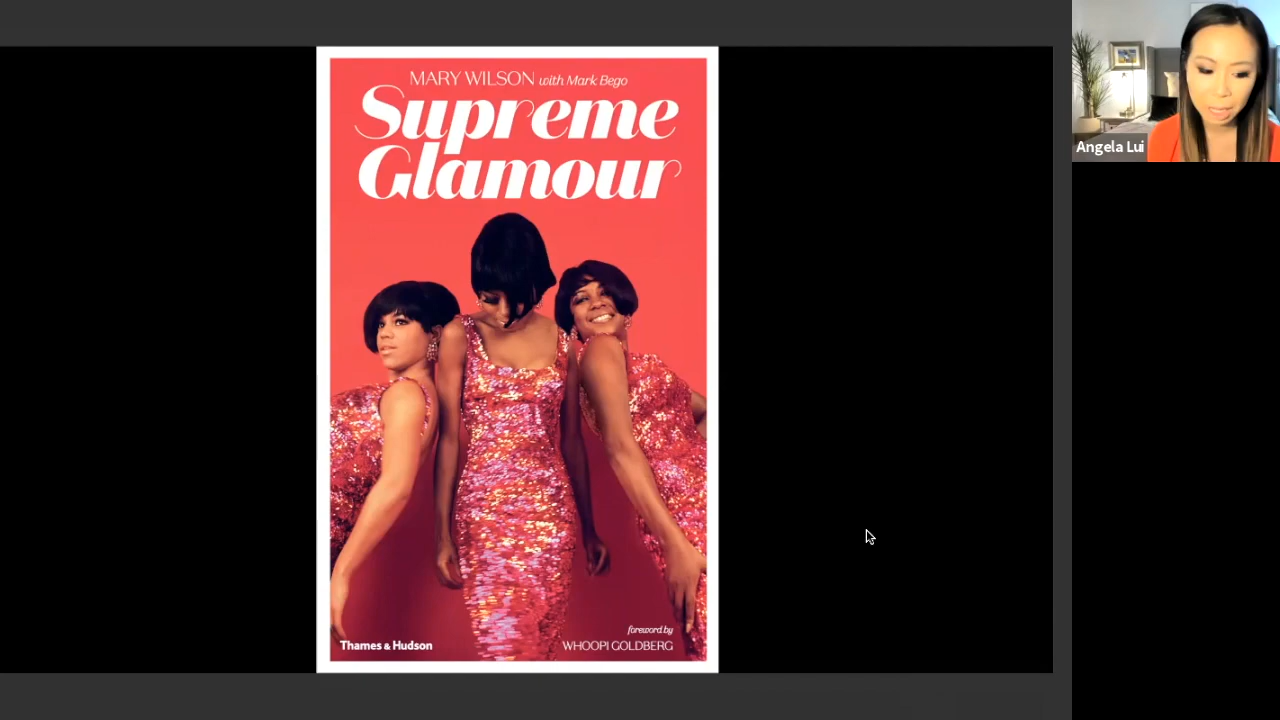 MARY WILSON with Mark Bego
Supreme
Glamour
foreword by
Thames & Hudson
WHOOPI GOLDBERG
Angela Lui